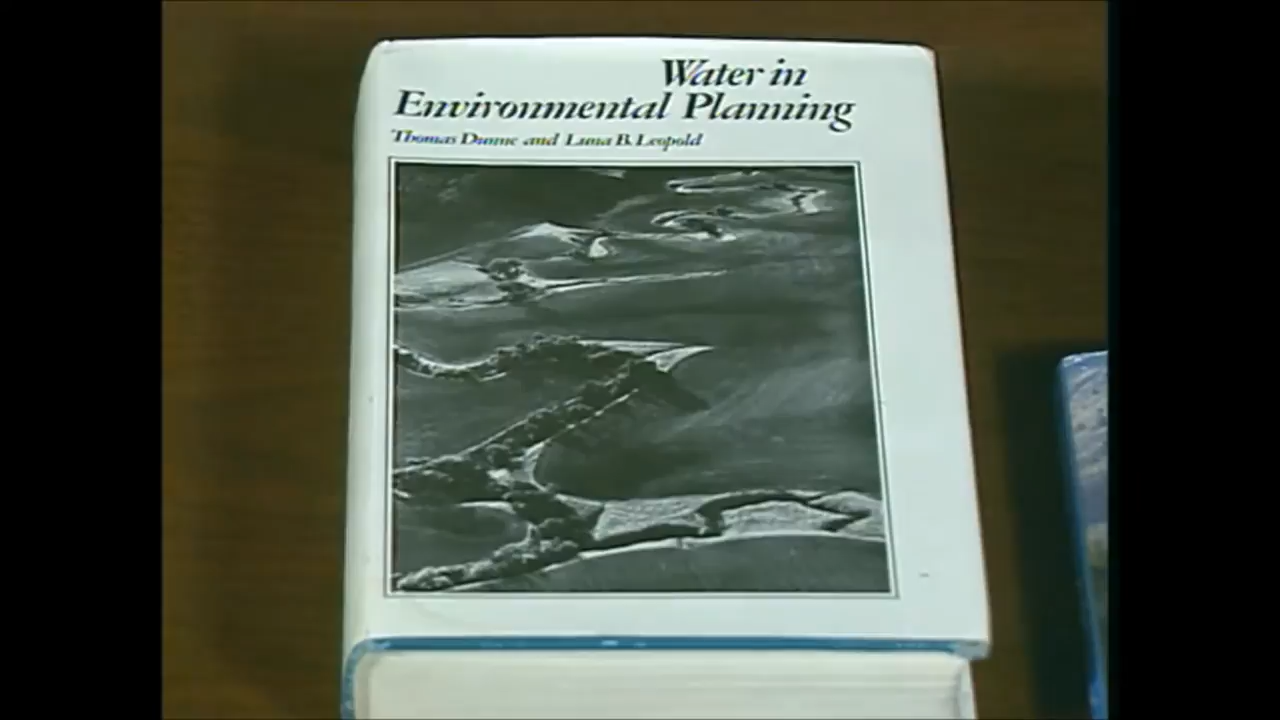 Water in
Environmental Planning
Thomas Dunne and Luna B. Leopold